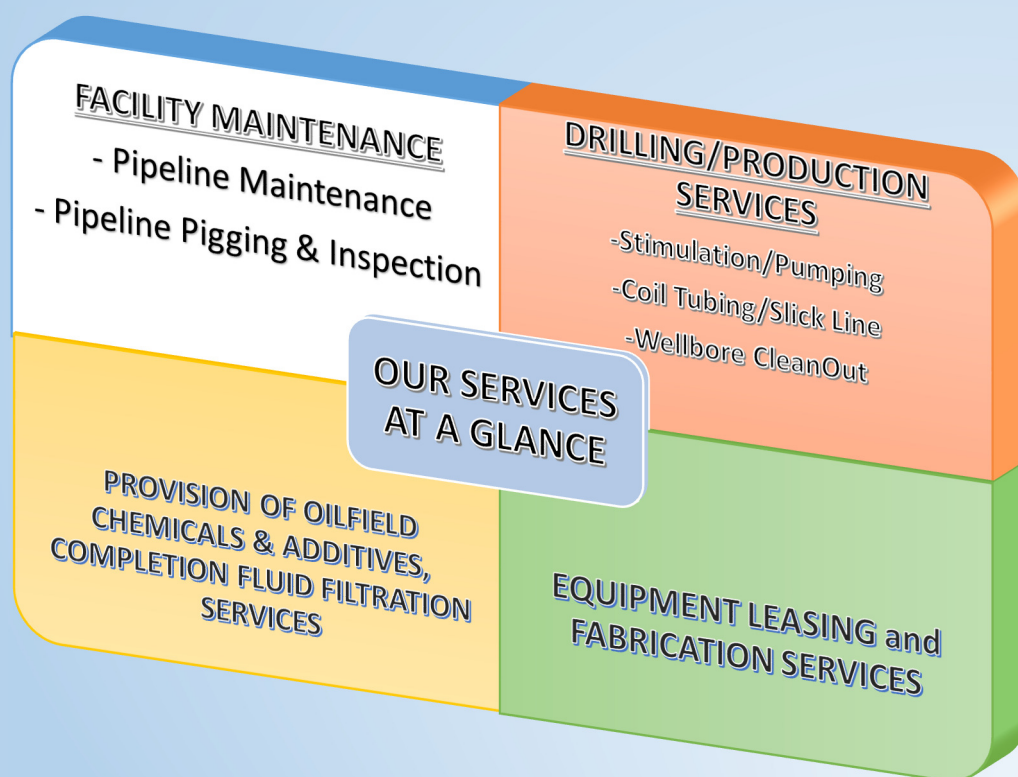 FACILITY MAINTENANCE
- Pipeline Maintenance
- Pipeline Pigging & Inspection
DRILLING/PRODUCTION
SERVICES
-Stimulation/Pumping
-Coil Tubing/Slick Line
-Wellbore CleanOut
OUR SERVICES
AT A GLANCE
PROVISION OF OILFIELD
CHEMICALS & ADDITIVES,
COMPLETION FLUID FILTRATION
SERVICES
EQUIPMENT LEASING and
FABRICATION SERVICES